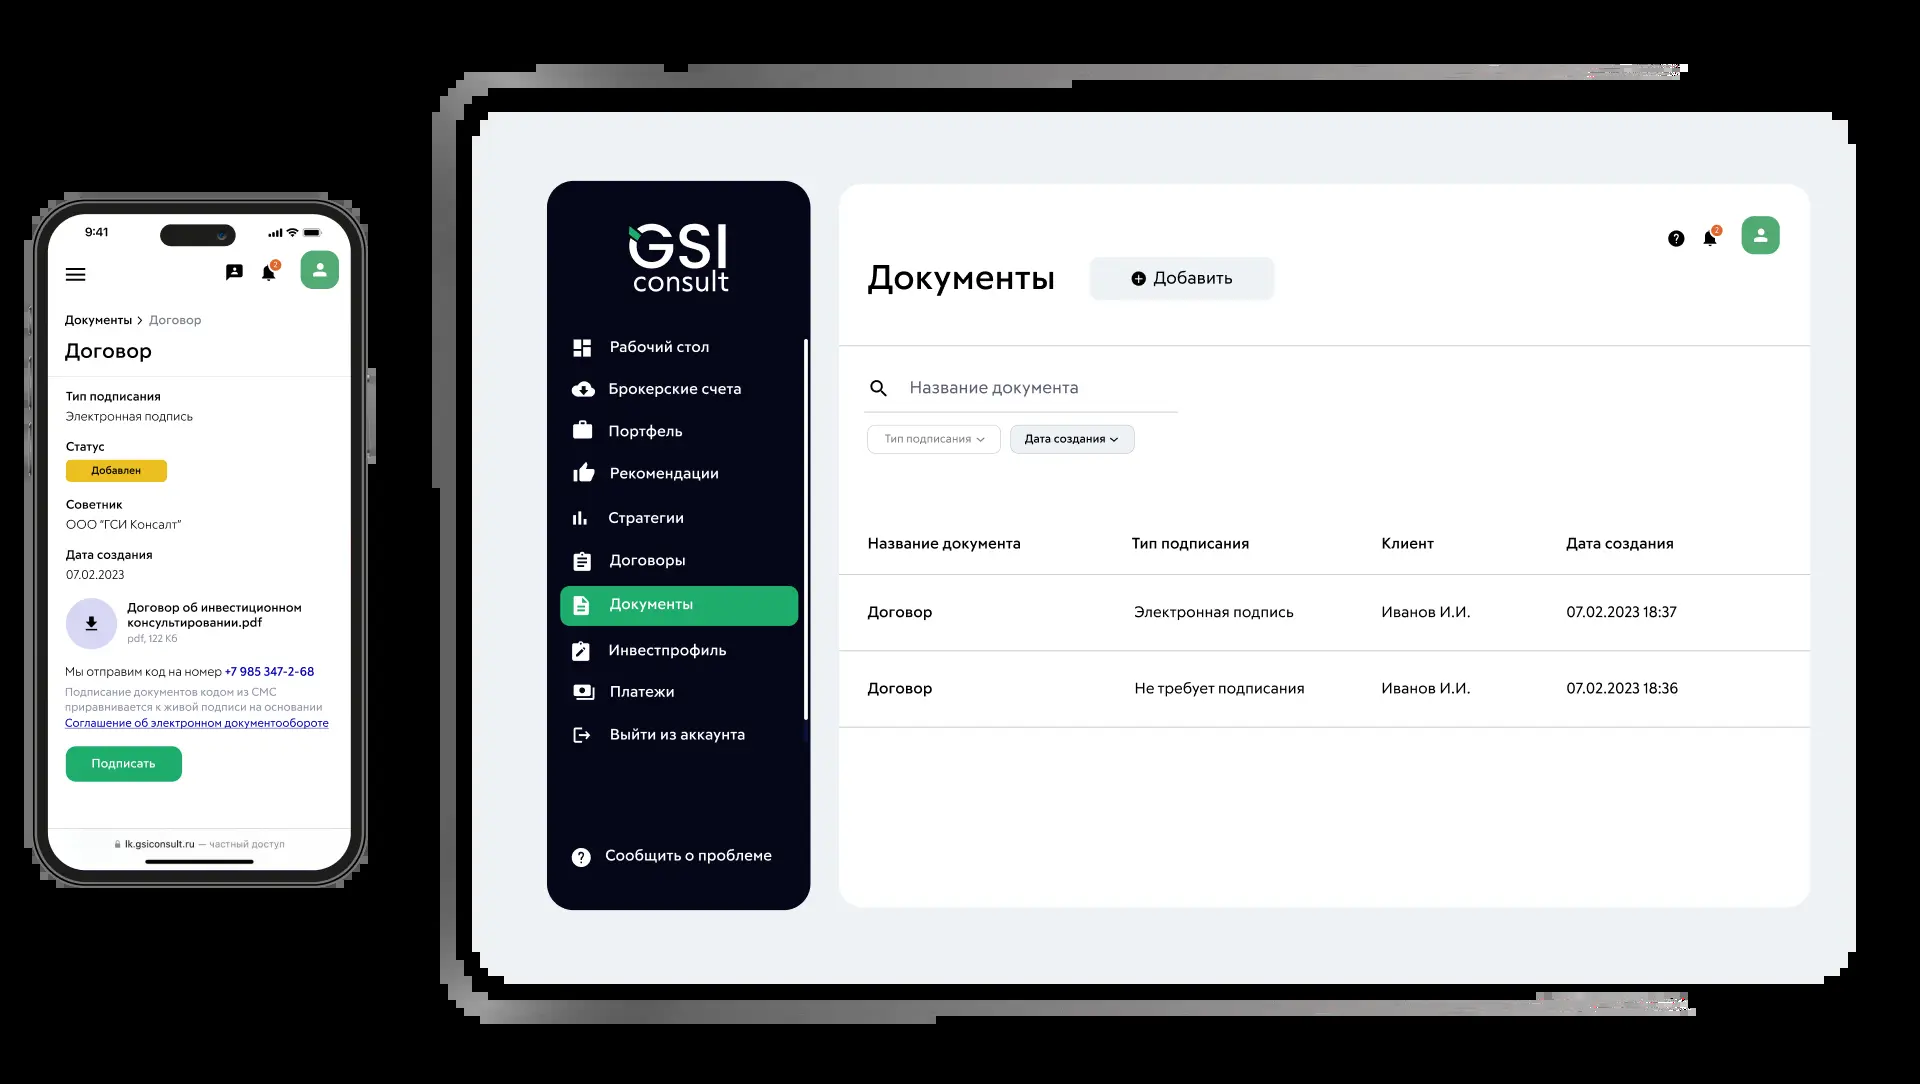 9:41
2
Документы > Договор
Договор
Тип подписания
Электронная подпись
Статус
Добавлен
Советник
ООО "ГСИ Консалт"
Дата создания
07.02.2023
Договор об инвестиционном
консультировании.pdf
pdf, 122 Кб
Мы отправим код на номер +7 985 347-2-68
Подписание документов кодом из СМС
приравнивается к живой подписи на основании
Соглашение об электронном документообороте
Подписать
lk.gsiconsult.ru — частный доступ
GSI
consult
Рабочий стол
Брокерские счета
Портфель
Рекомендации
Стратегии
Договоры
Документы
Инвестпрофиль
Платежи
Выйти из аккаунта
? Сообщить о проблеме
? 2
Документы
Добавить
Название документа
Тип подписания Дата создания
Название документа Тип подписания Клиент Дата создания
Договор Электронная подпись Иванов И.И. 07.02.2023 18:37
Договор Не требует подписания Иванов И.И. 07.02.2023 18:36